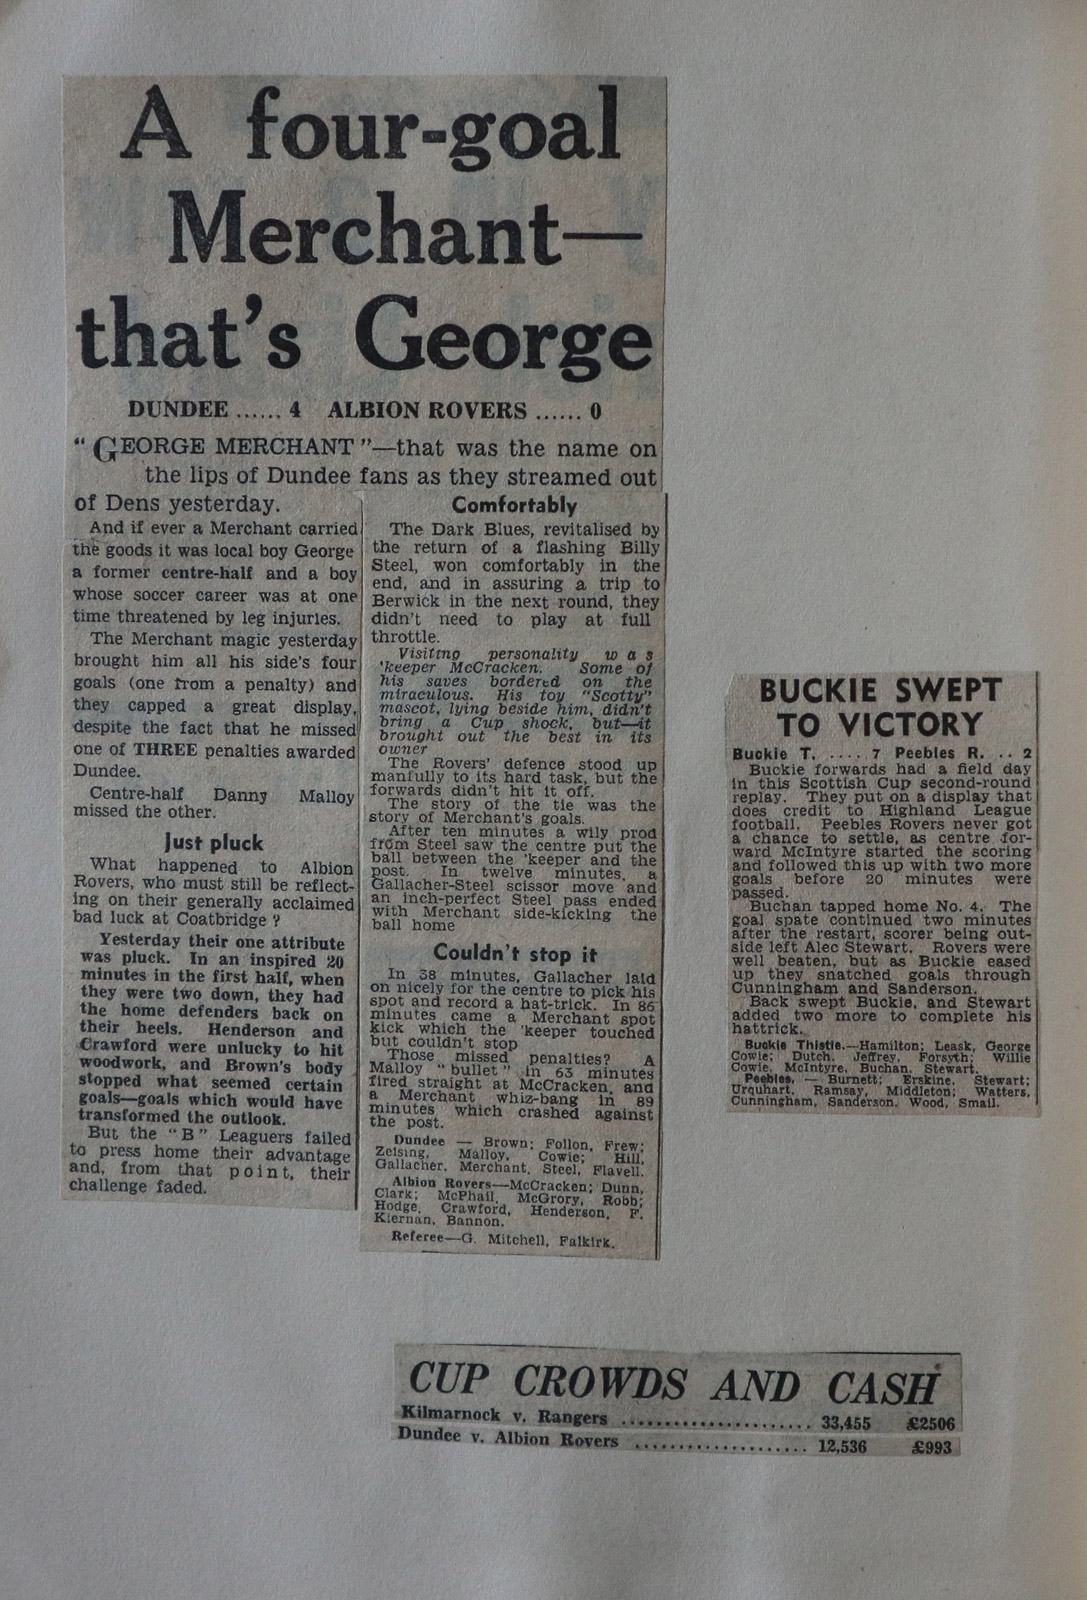 A four-goal
Merchant—
that's George
DUNDEE ...... 4 ALBION ROVERS ...... 0
"GEORGE MERCHANT"—that was the name on
the lips of Dundee fans as they streamed out
of Dens yesterday.
And if ever a Merchant carried
the goods it was local boy George
a former centre-half and a boy
whose soccer career was at one
time threatened by leg injuries.
The Merchant magic yesterday
brought him all his side's four
goals (one from a penalty) and
they capped a great display,
despite the fact that he missed
one of THREE penalties awarded
Dundee.
Centre-half Danny Malloy
missed the other.
Just pluck
What happened to Albion
Rovers, who must still be reflect-
ing on their generally acclaimed
bad luck at Coatbridge?
Yesterday their one attribute
was pluck. In an inspired 20
minutes in the first half, when
they were two down, they had
the home defenders back on
their heels. Henderson and
Crawford were unlucky to hit
woodwork, and Brown's body
stopped what seemed certain
goals—goals which would have
transformed the outlook.
But the "B" Leaguers failed
to press home their advantage
and, from that point, their
challenge faded.
Comfortably
The Dark Blues, revitalised by
the return of a flashing Billy
Steel, won comfortably in the
end, and in assuring a trip to
Berwick in the next round, they
didn't need to play at full
throttle.
Visiting personality was
'keeper McCracken. Some of
his saves bordered on the
miraculous. His toy "Scotty"
mascot, lying beside him, didn't
bring a Cup shock, but—it
brought out the best in its
owner
The Rovers' defence stood up
manfully to its hard task, but the
forwards didn't hit it off.
The story of the tie was the
story of Merchant's goals.
After ten minutes a wily prod
from Steel saw the centre put the
ball between the 'keeper and the
post. In twelve minutes, a
Gallacher-Steel scissor move and
an inch-perfect Steel pass ended
with Merchant side-kicking the
ball home
Couldn't stop it
In 38 minutes, Gallacher laid
on nicely for the centre to pick his
spot and record a hat-trick. In 86
minutes came a Merchant spot
kick which the 'keeper touched
but couldn't stop
Those missed penalties? A
Malloy "bullet" in 63 minutes
fired straight at McCracken, and
a Merchant whiz-bang in 89
minutes which crashed against
the post.
Dundee — Brown; Follon, Frew;
Zeising, Malloy, Cowie; Hill,
Gallacher, Merchant, Steel, Flavell.
Albion Rovers—McCracken; Dunn,
Clark; McPhail, McGrory, Robb;
Hodge, Crawford, Henderson, F.
Kiernan, Bannon.
Referee—G. Mitchell, Falkirk.
BUCKIE SWEPT
TO VICTORY
Buckie T. ..... 7 Peebles R. .. 2
Buckie forwards had a field day
in this Scottish Cup second-round
replay. They put on a display that
does credit to Highland League
football. Peebles Rovers never got
a chance to settle, as centre for-
ward McIntyre started the scoring
and followed this up with two more
goals before 20 minutes were
passed.
Buchan tapped home No. 4. The
goal spate continued two minutes
after the restart, scorer being out-
side left Alec Stewart. Rovers were
well beaten, but as Buckie eased
up they snatched goals through
Cunningham and Sanderson.
Back swept Buckie, and Stewart
added two more to complete his
hattrick.
Buckie Thistle.—Hamilton; Leask, George
Cowie; Dutch, Jeffrey, Forsyth; Willie
Cowie, McIntyre, Buchan, Stewart.
Peebles. — Burnett; Erskine, Stewart;
Urquhart, Ramsay, Middleton; Watters,
Cunningham, Sanderson, Wood, Small.
CUP CROWDS AND CASH
Kilmarnock v. Rangers ...................... 33,455 £2506
Dundee v. Albion Rovers .................... 12,536 £993